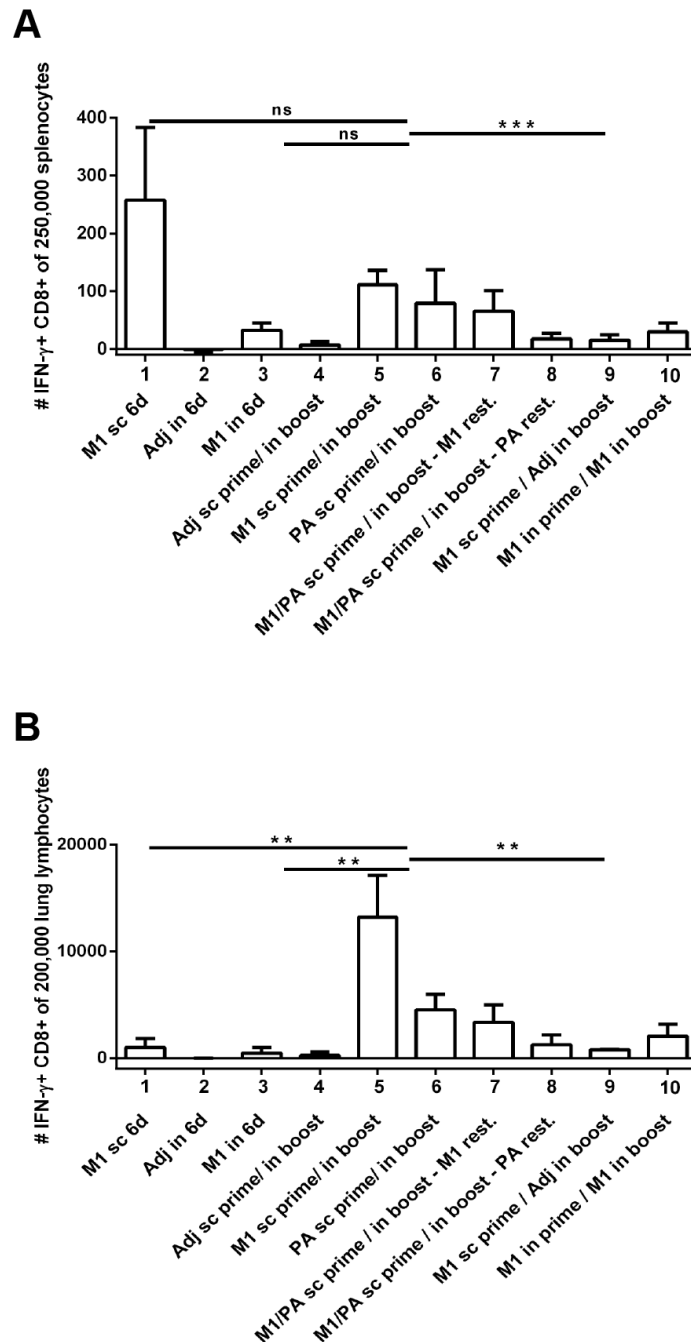 A
# IFN-γ+ CD8+ of 250,000 splenocytes
400
300
200
100
0
ns
ns
***
1 2 3 4 5 6 7 8 9 10
M1 sc 6d
Adj in 6d
M1 in 6d
Adj sc prime/ in boost
M1 sc prime/ in boost
PA sc prime/ in boost
M1/PA sc prime / in boost - M1 rest.
M1/PA sc prime / in boost - PA rest.
M1 sc prime / Adj in boost
M1 in prime / M1 in boost
B
# IFN-γ+ CD8+ of 200,000 lung lymphocytes
20000
10000
0
**
**
**
1 2 3 4 5 6 7 8 9 10
M1 sc 6d
Adj in 6d
M1 in 6d
Adj sc prime/ in boost
M1 sc prime/ in boost
PA sc prime/ in boost
M1/PA sc prime / in boost - M1 rest.
M1/PA sc prime / in boost - PA rest.
M1 sc prime / Adj in boost
M1 in prime / M1 in boost